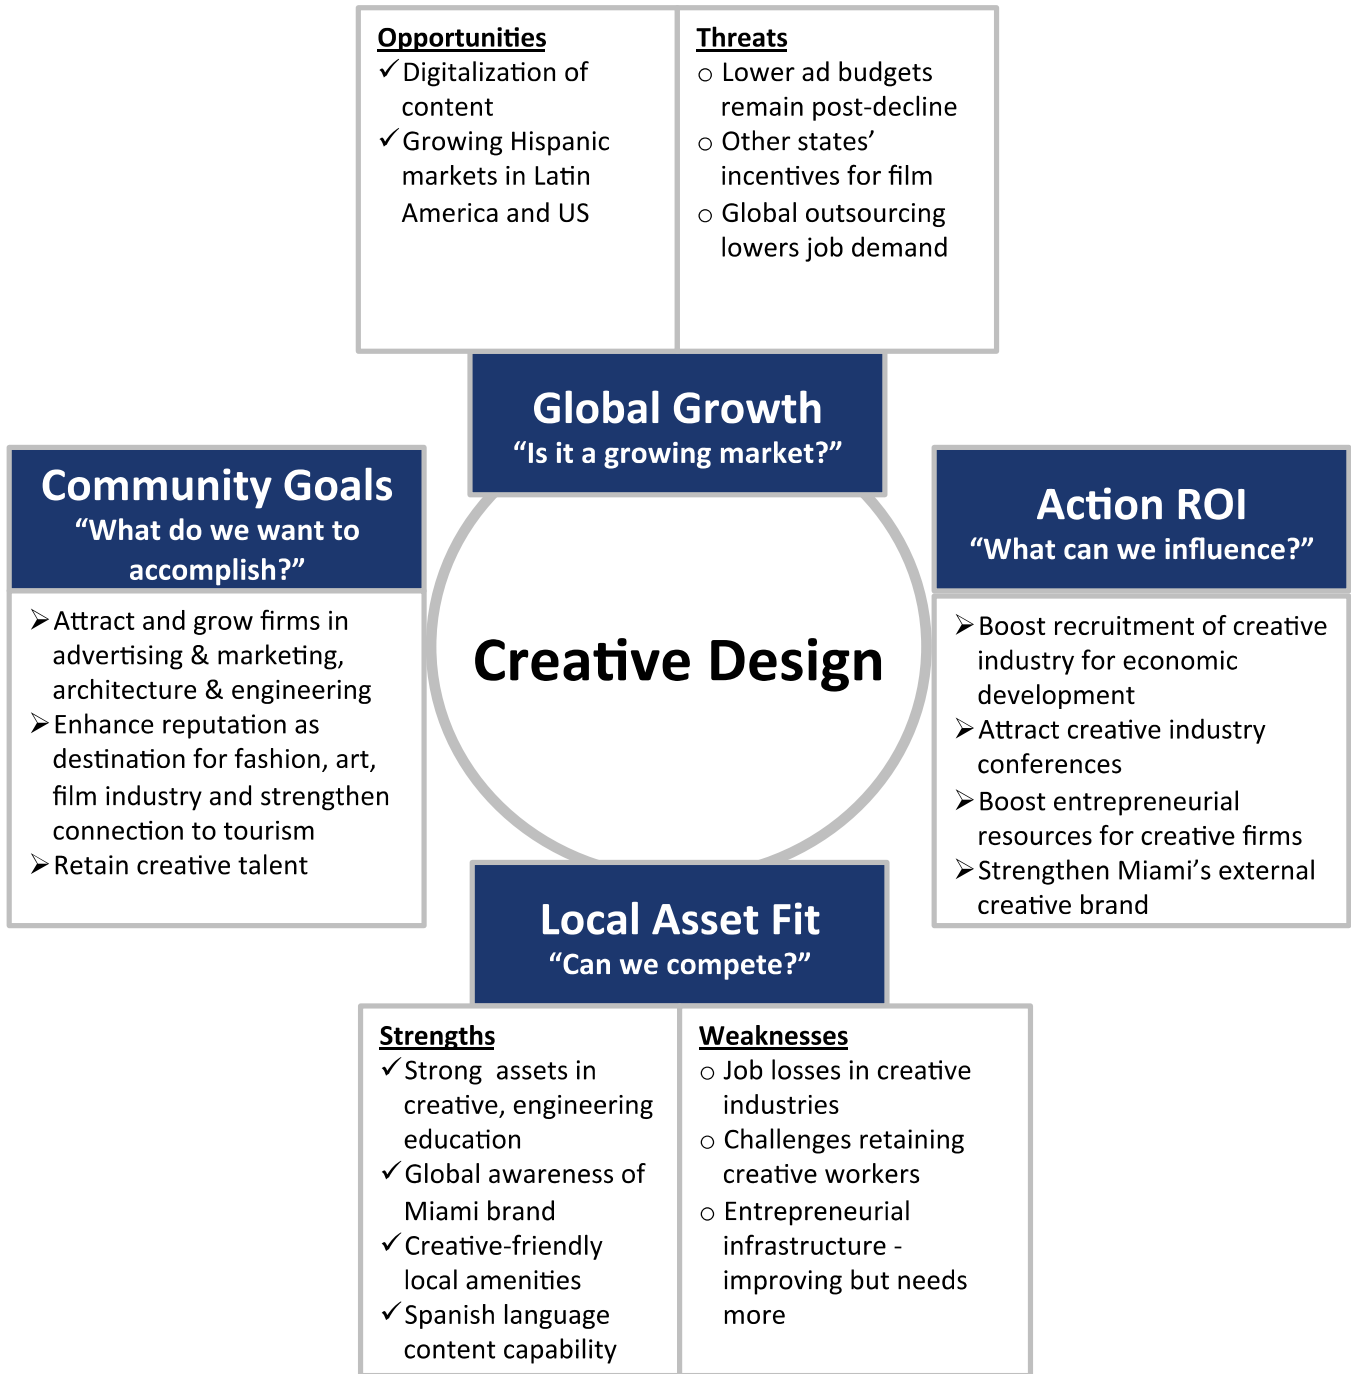 Opportunities
✓ Digitalization of
content
✓ Growing Hispanic
markets in Latin
America and US
Threats
o Lower ad budgets
remain post-decline
o Other states’
incentives for film
o Global outsourcing
lowers job demand
Global Growth
“Is it a growing market?”
Community Goals
“What do we want to
accomplish?”
➢ Attract and grow firms in
advertising & marketing,
architecture & engineering
➢ Enhance reputation as
destination for fashion, art,
film industry and strengthen
connection to tourism
➢ Retain creative talent
Creative Design
Action ROI
“What can we influence?”
➢ Boost recruitment of creative
industry for economic
development
➢ Attract creative industry
conferences
➢ Boost entrepreneurial
resources for creative firms
➢ Strengthen Miami’s external
creative brand
Local Asset Fit
“Can we compete?”
Strengths
✓ Strong assets in
creative, engineering
education
✓ Global awareness of
Miami brand
✓ Creative-friendly
local amenities
✓ Spanish language
content capability
Weaknesses
o Job losses in creative
industries
o Challenges retaining
creative workers
o Entrepreneurial
infrastructure -
improving but needs
more